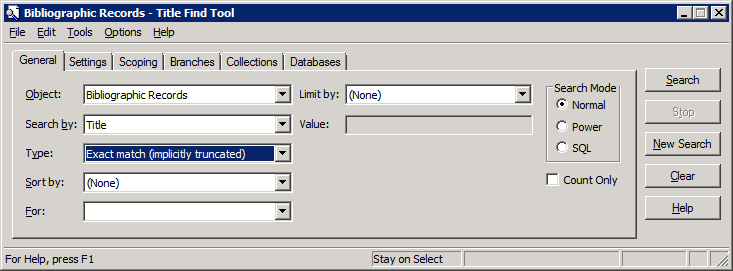 Bibliographic Records - Title Find Tool
File Edit Tools Options Help
General Settings Scoping Branches Collections Databases
Object: Bibliographic Records Limit by: (None) Search Mode Search
Search by: Title Value: Normal Stop
Type: Exact match (implicitly truncated) Power New Search
Sort by: (None) SQL Clear
For: Count Only Help
For Help, press F1 Stay on Select